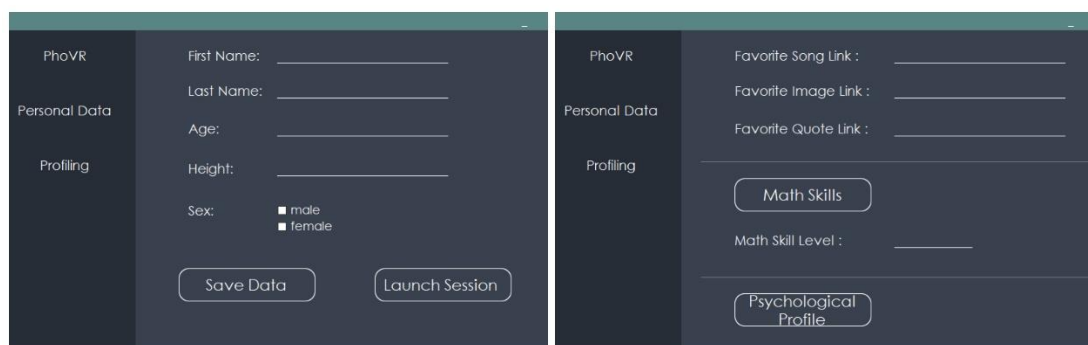 PhoVR
Personal Data
Profiling
First Name:
Last Name:
Age:
Height:
Sex:
male
female
Save Data
Launch Session
PhoVR
Personal Data
Profiling
Favorite Song Link :
Favorite Image Link :
Favorite Quote Link :
Math Skills
Math Skill Level :
Psychological
Profile